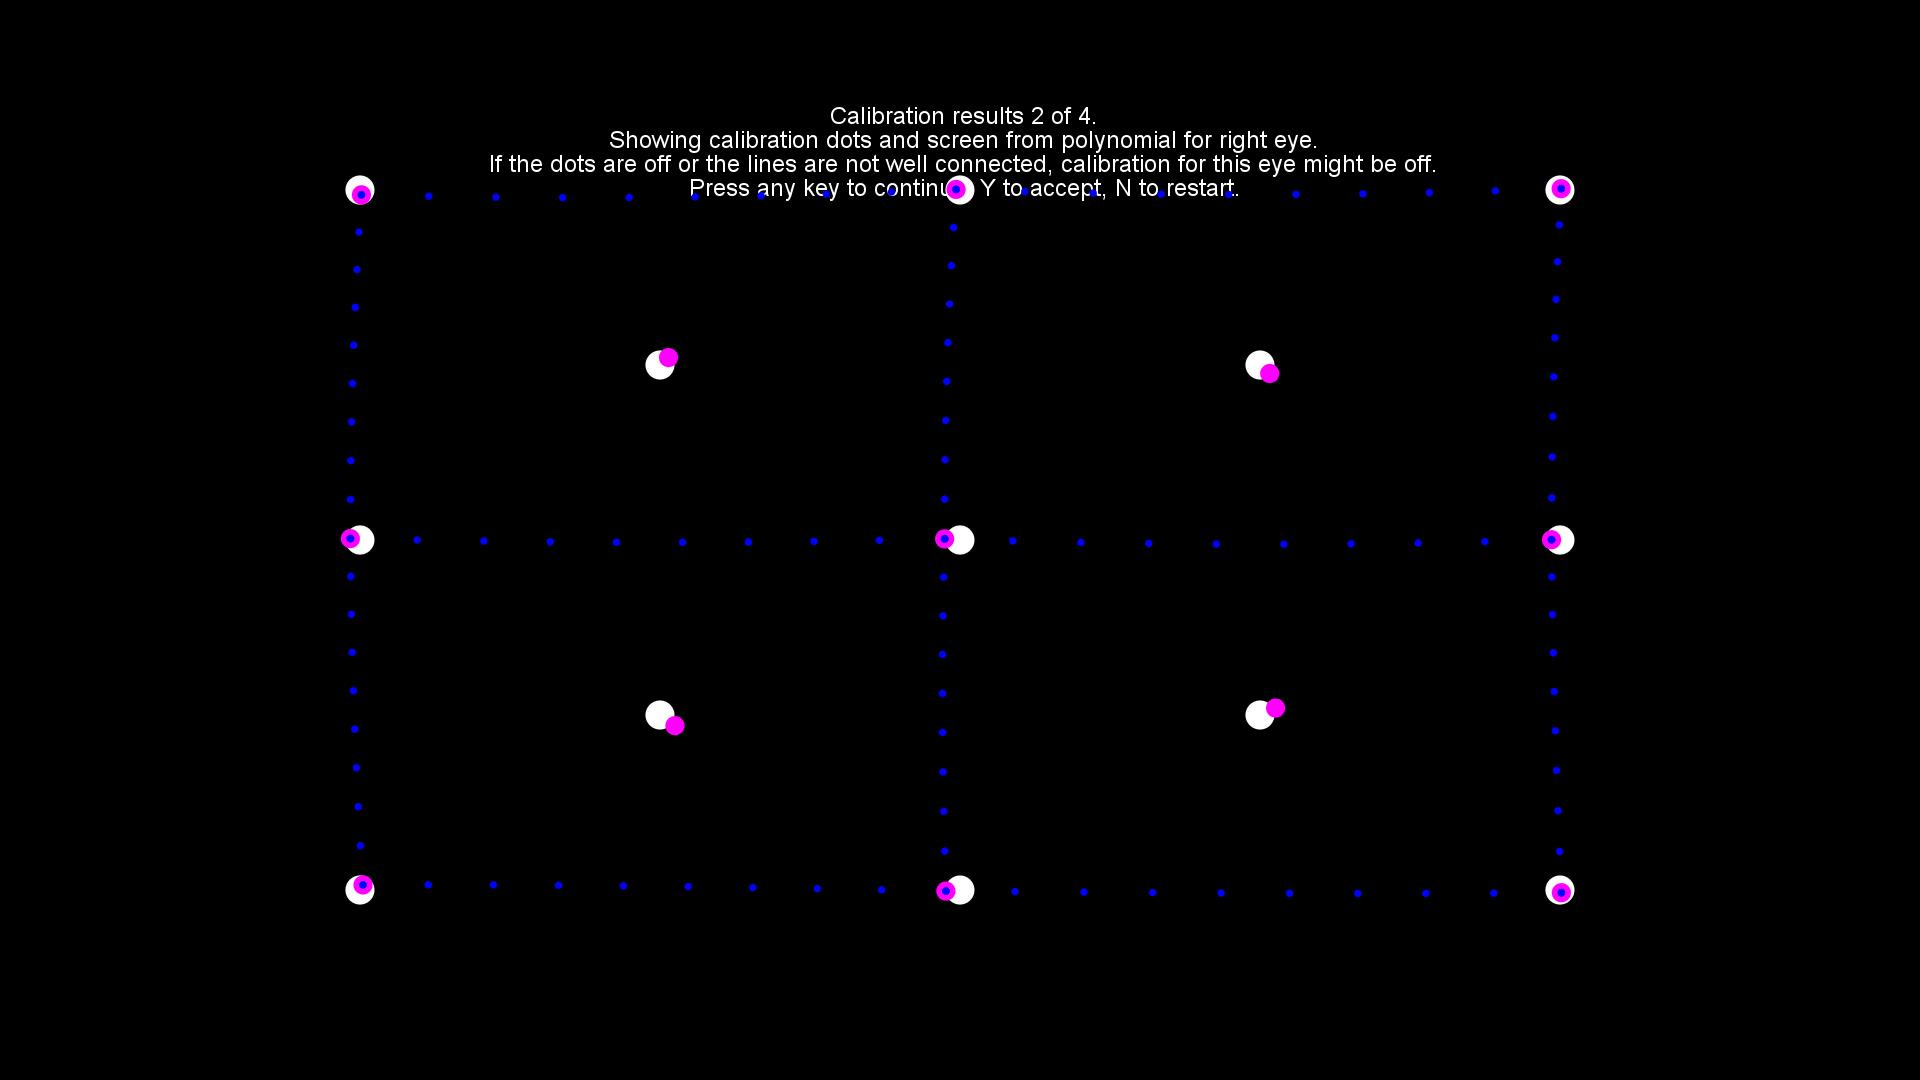 Calibration results 2 of 4.
Showing calibration dots and screen from polynomial for right eye.
If the dots are off or the lines are not well connected, calibration for this eye might be off.
Press any key to continue, Y to accept, N to restart.